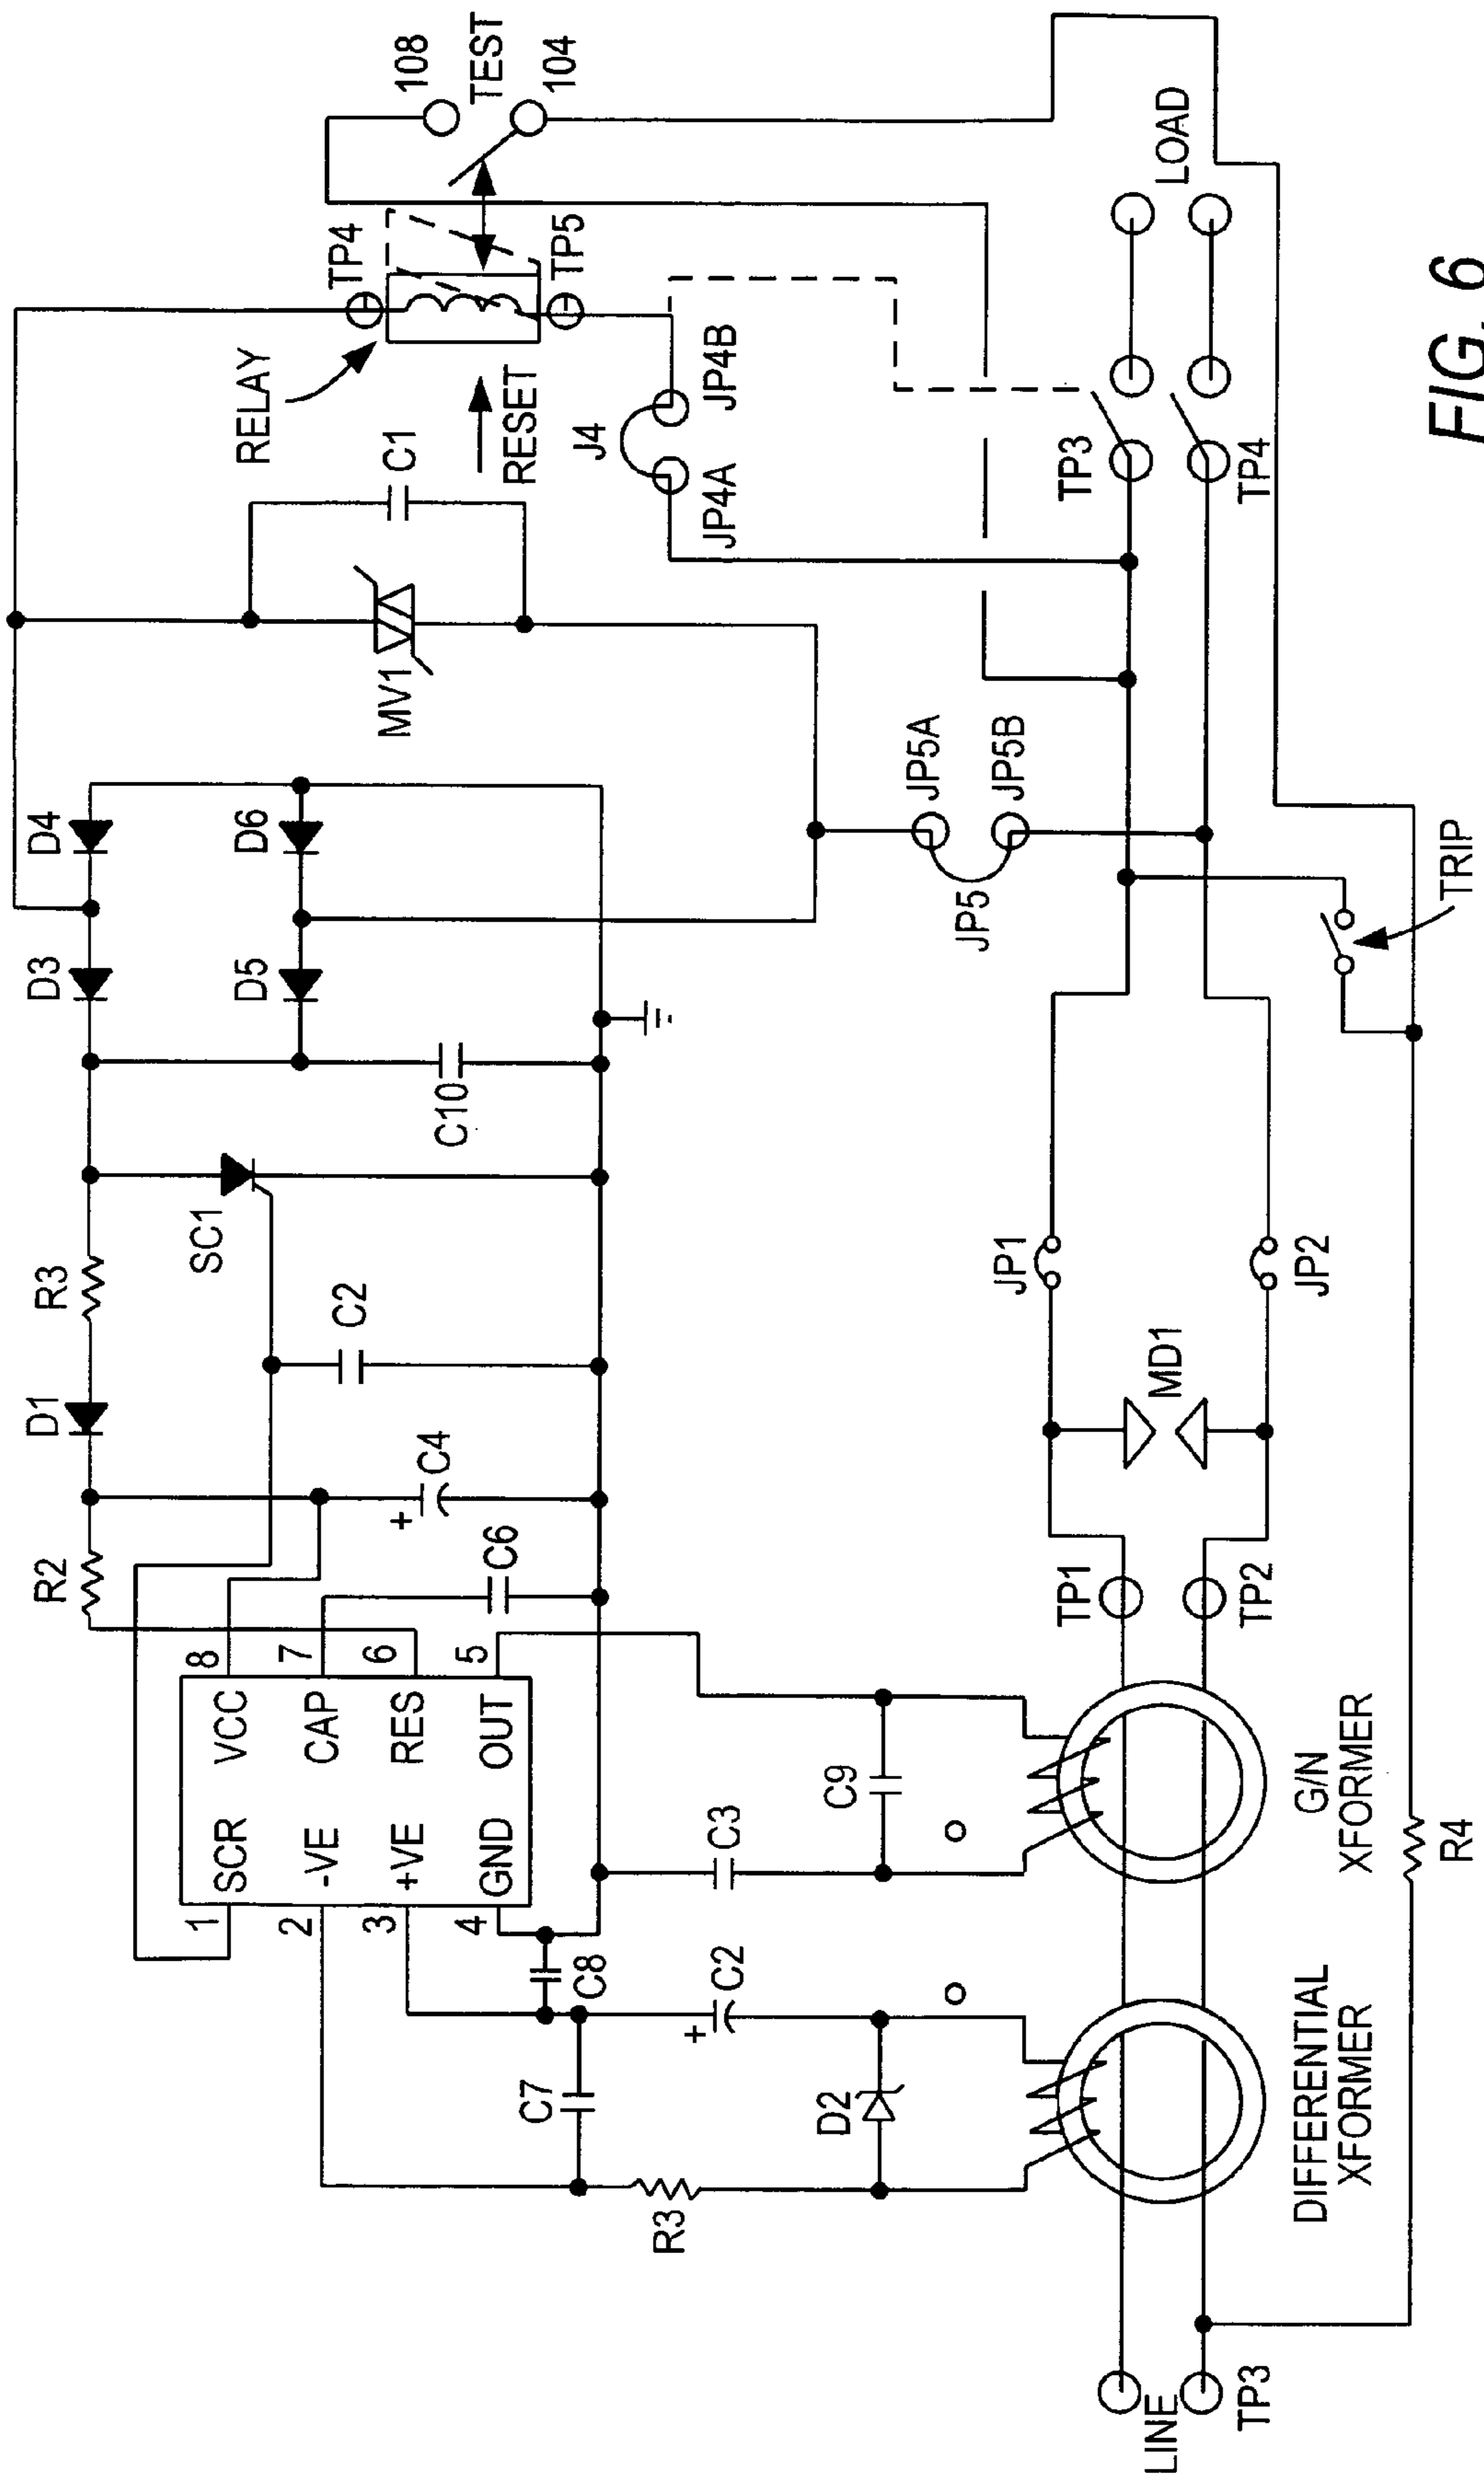 D4
D3
D6
D5
RELAY
TP4
TP5
RESET
C1
MV1
108
TEST
104
J4
JP4A
JP4B
R3
D1
R2
SC1
C2
C10
C4
C6
8
7
6
5
VCC
CAP
RES
OUT
SCR
-VE
+VE
GND
1
2
3
4
C8
C7
+
C2
R3
D2
C3
C9
+
JP5A
JP5B
JP5
TP3
TP4
LOAD
JP1
JP2
MD1
TP1
TP2
G/N
XFORMER
DIFFERENTIAL
XFORMER
LINE
TP3
R4
TRIP
FIG. 6